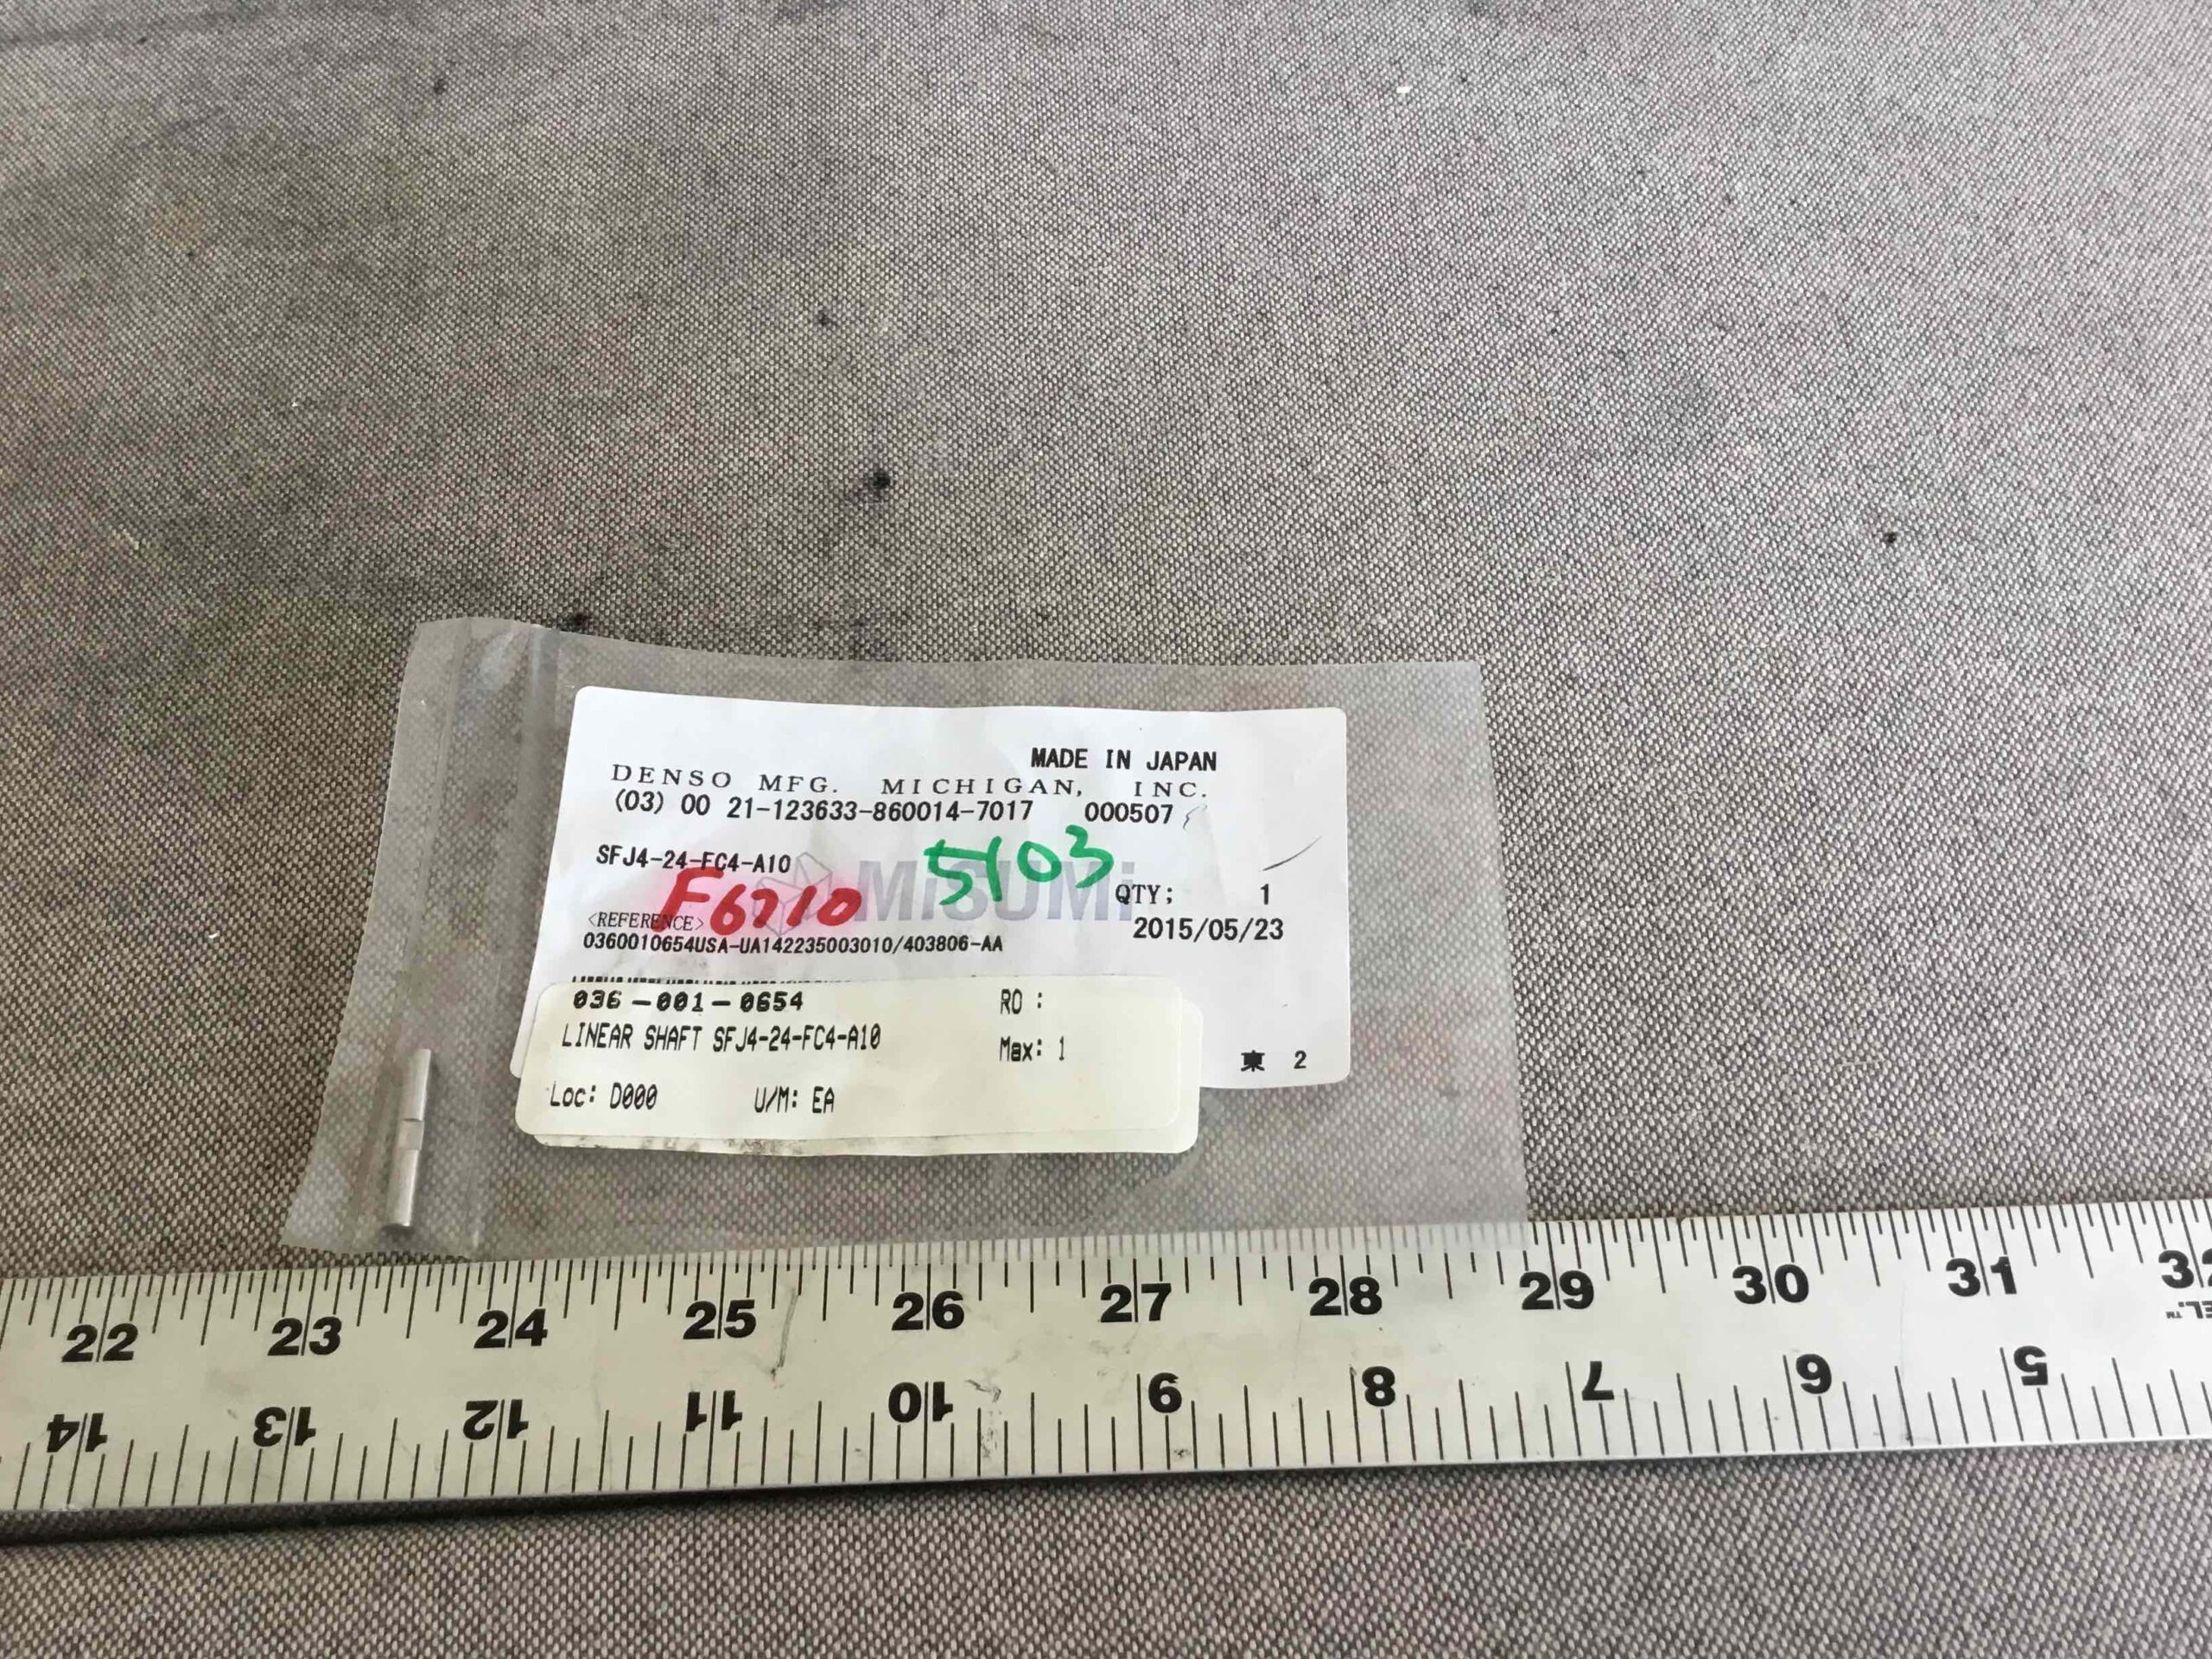 MADE IN JAPAN
DENSO MFG. MICHIGAN, INC.
(03) 00 21-123633-860014-7017 000507
SFJ4-24-FC4-A10
5103
MiSUMi
F6710
QTY; 1
<REFERENCE>
2015/05/23
0360010654USA-UA142235003010/403806-AA
036-001-0654
RO :
LINEAR SHAFT SFJ4-24-FC4-A10
Max: 1
東 2
Loc: D000 U/M: EA
22 23 24 25 26 27 28 29 30 31
14 13 12 11 10 9 8 7 6 5